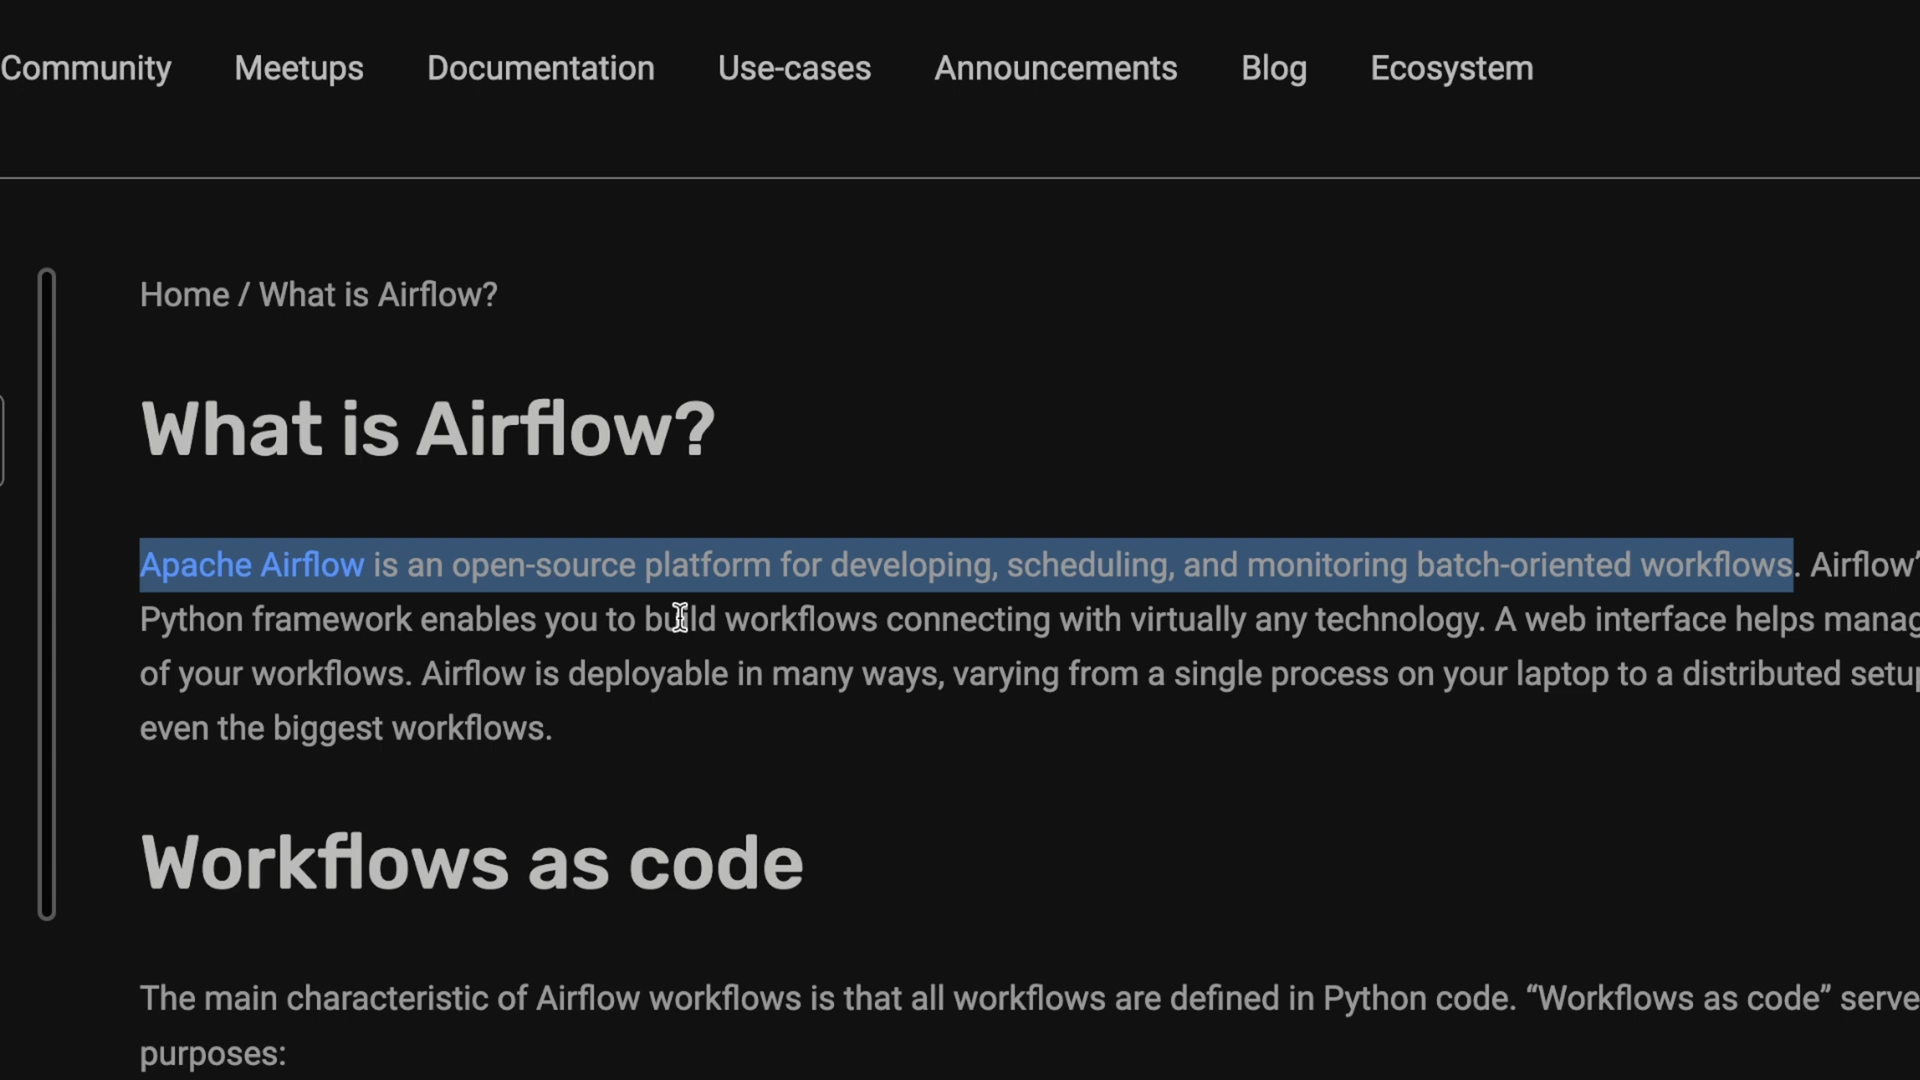 Community Meetups Documentation Use-cases Announcements Blog Ecosystem
Home / What is Airflow?
What is Airflow?
Apache Airflow is an open-source platform for developing, scheduling, and monitoring batch-oriented workflows. Airflow’
Python framework enables you to build workflows connecting with virtually any technology. A web interface helps manag
of your workflows. Airflow is deployable in many ways, varying from a single process on your laptop to a distributed setup
even the biggest workflows.
Workflows as code
The main characteristic of Airflow workflows is that all workflows are defined in Python code. “Workflows as code” serve
purposes: